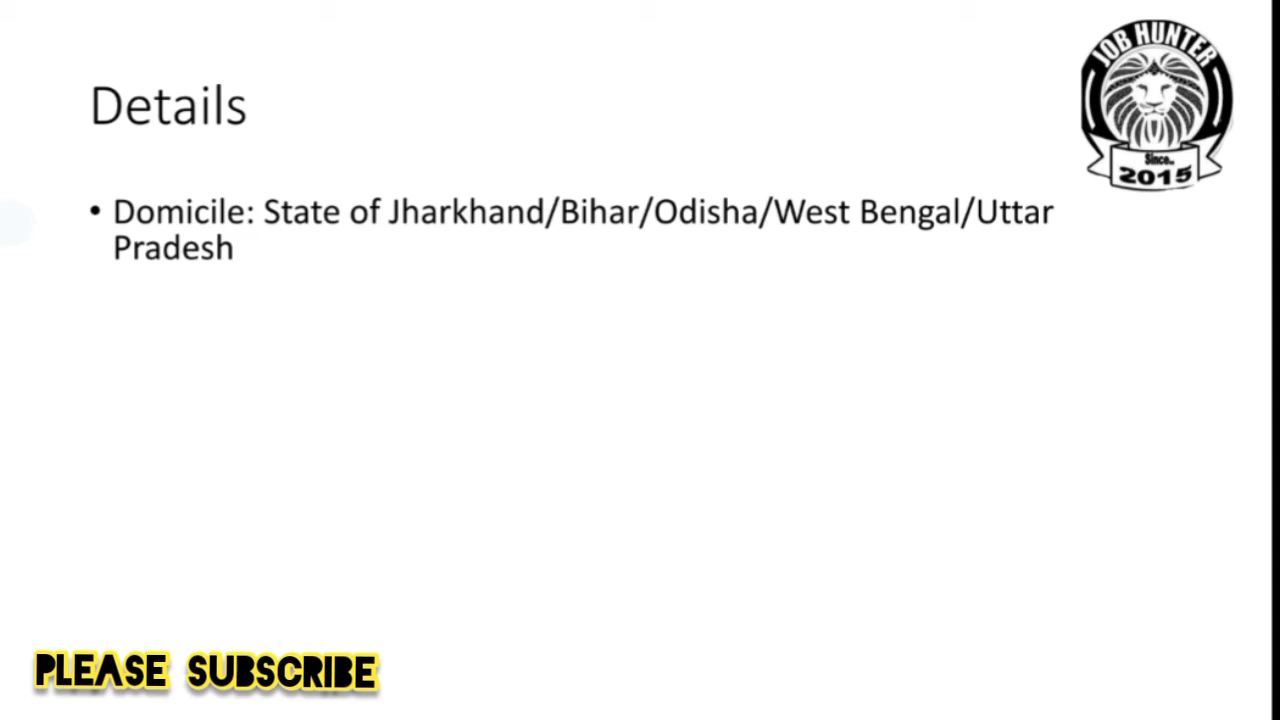 JOB HUNTER
Since..
2015
Details
• Domicile: State of Jharkhand/Bihar/Odisha/West Bengal/Uttar
Pradesh
PLEASE SUBSCRIBE